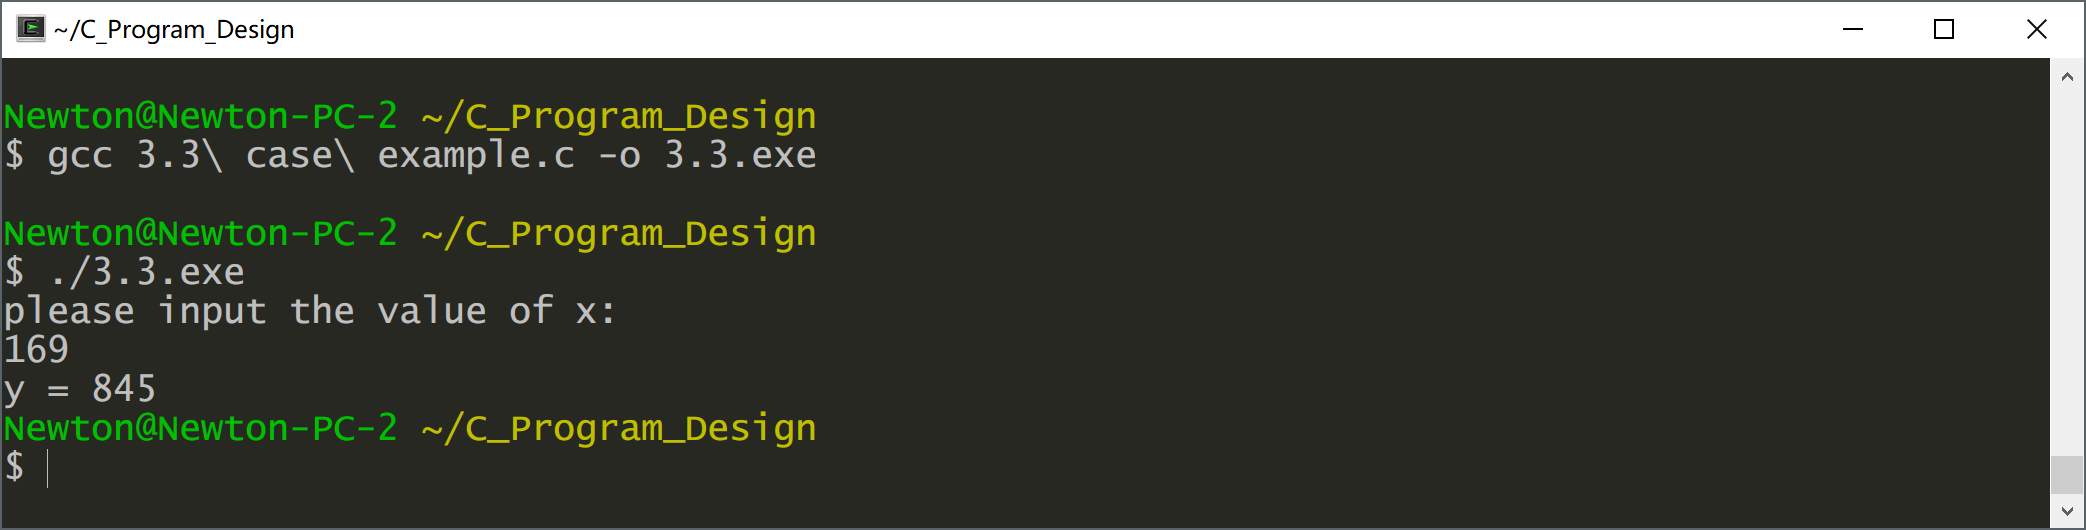 ~/C_Program_Design
Newton@Newton-PC-2 ~/C_Program_Design
$ gcc 3.3\ case\ example.c -o 3.3.exe
Newton@Newton-PC-2 ~/C_Program_Design
$ ./3.3.exe
please input the value of x:
169
y = 845
Newton@Newton-PC-2 ~/C_Program_Design
$